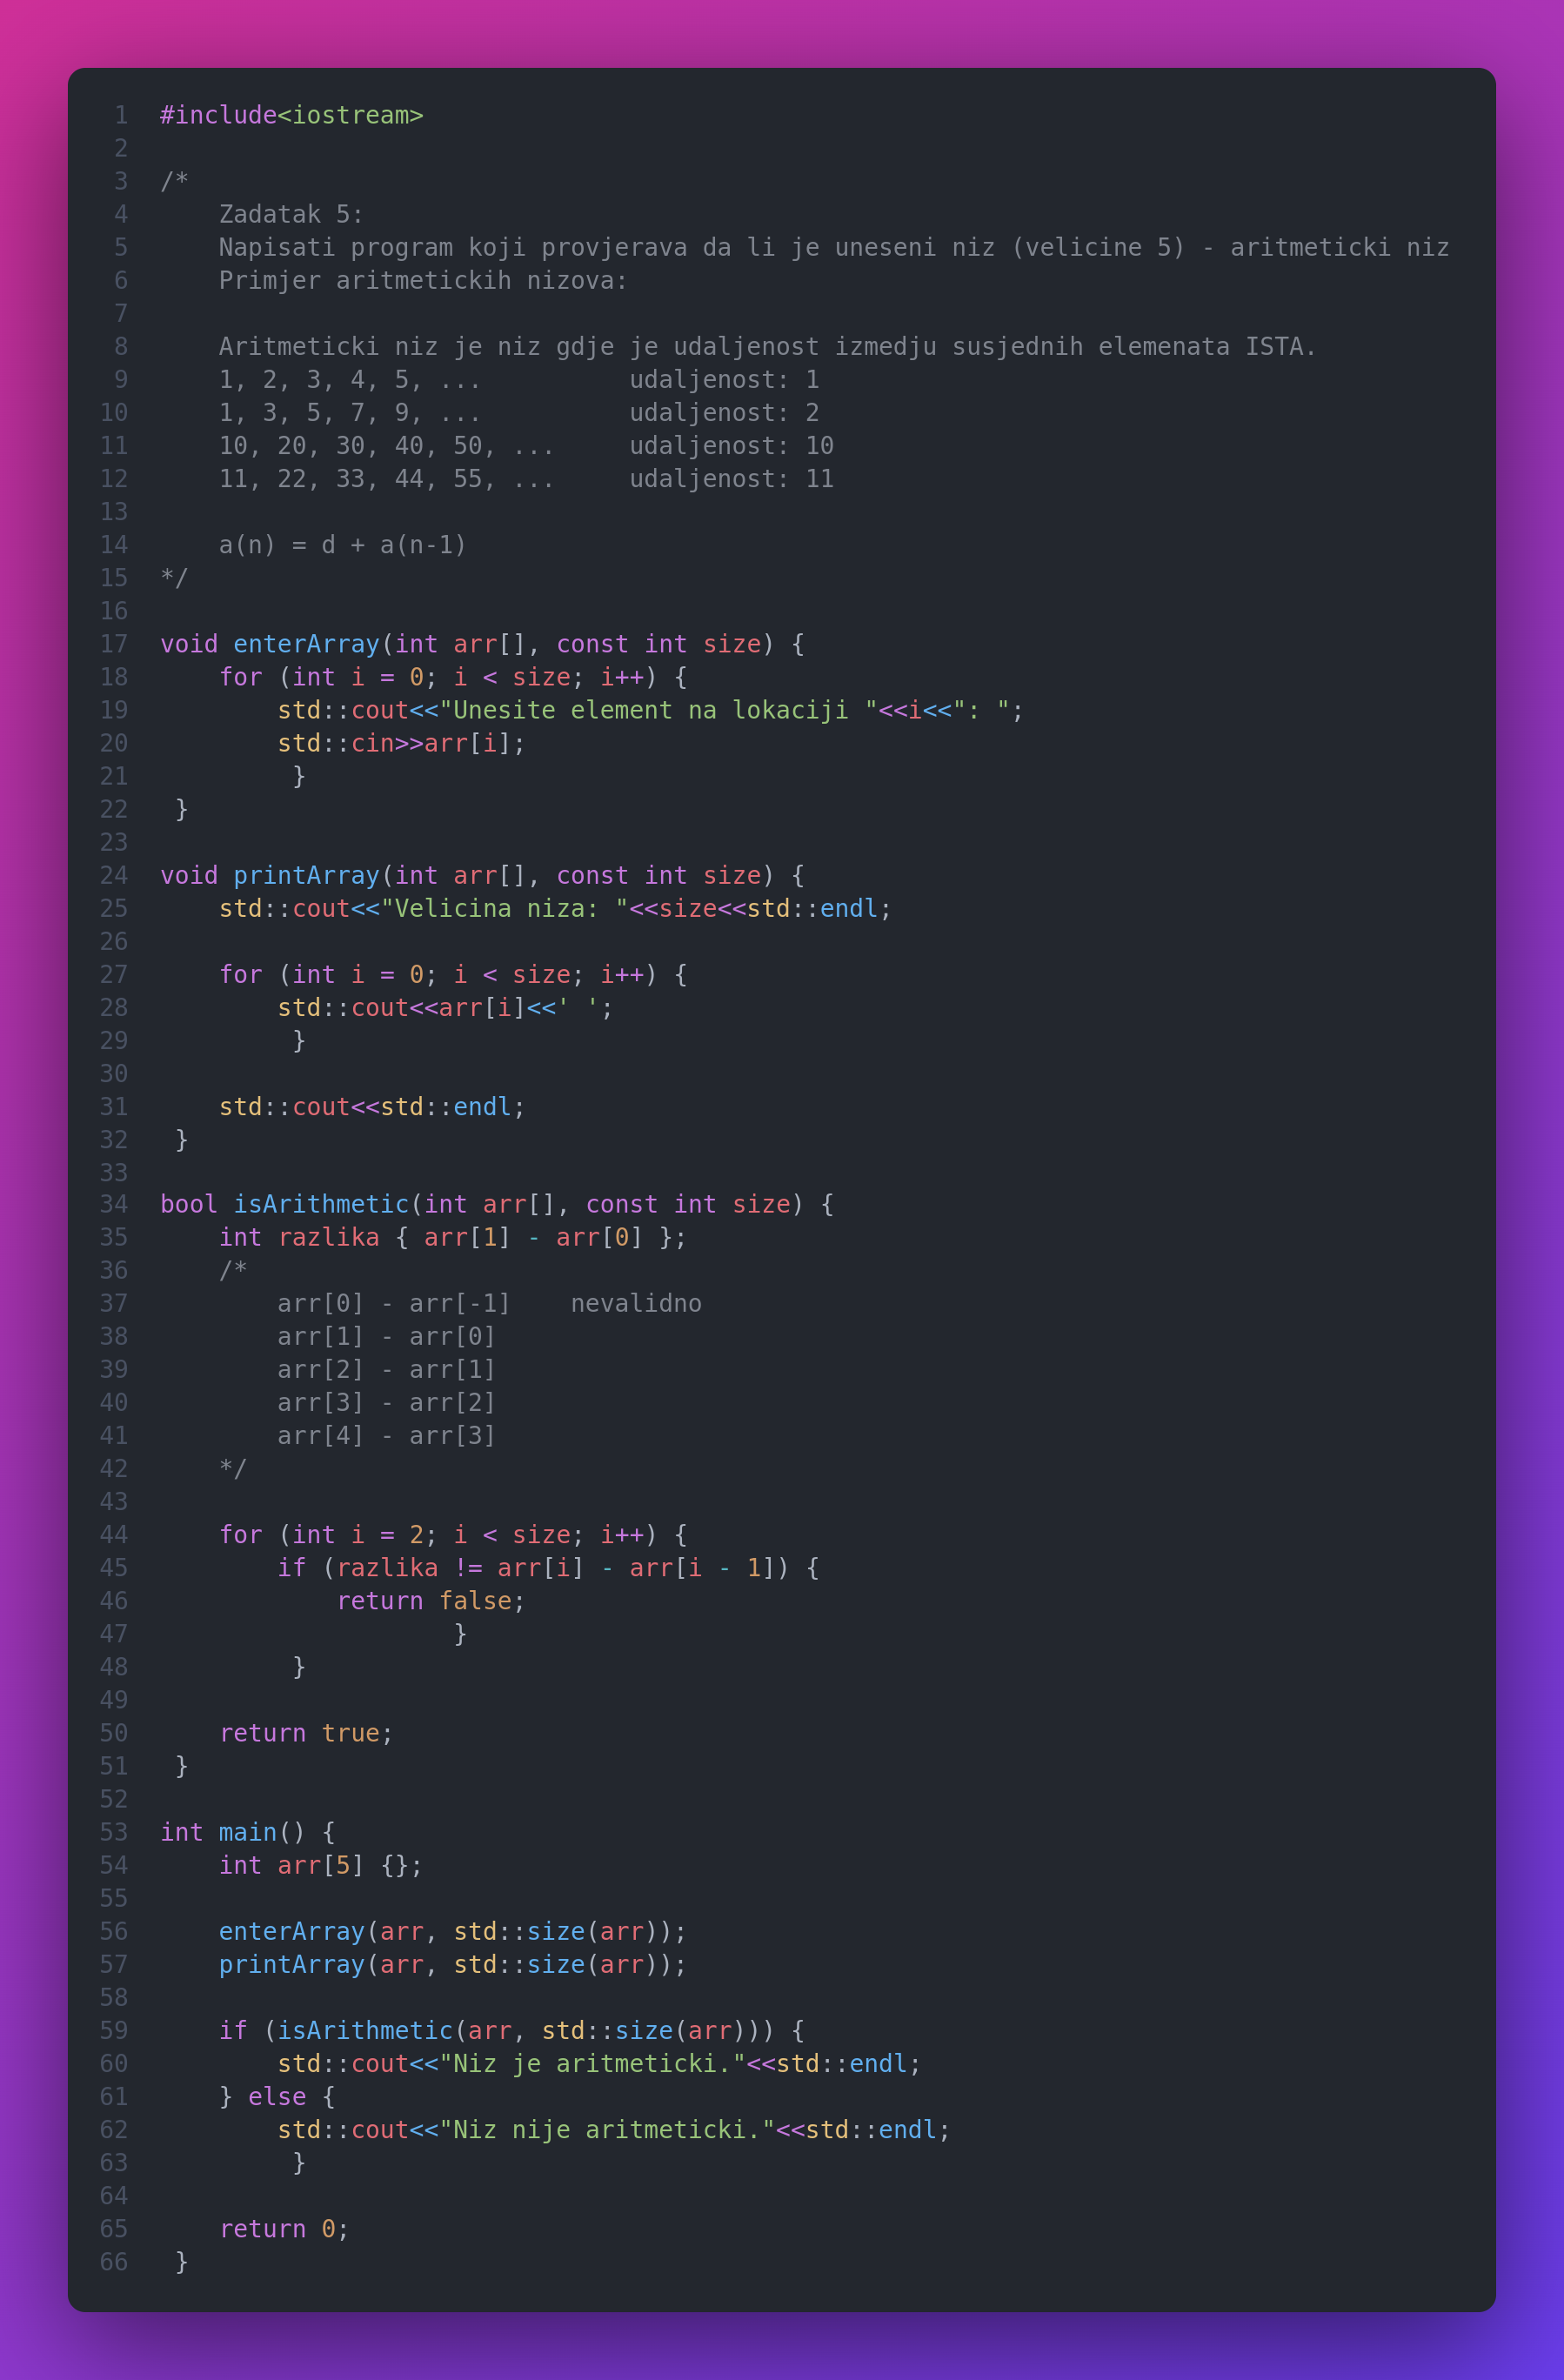 1 #include<iostream>
2
3 /*
4     Zadatak 5:
5     Napisati program koji provjerava da li je uneseni niz (velicine 5) - aritmeticki niz
6     Primjer aritmetickih nizova:
7
8     Aritmeticki niz je niz gdje je udaljenost izmedju susjednih elemenata ISTA.
9     1, 2, 3, 4, 5, ...          udaljenost: 1
10     1, 3, 5, 7, 9, ...          udaljenost: 2
11     10, 20, 30, 40, 50, ...     udaljenost: 10
12     11, 22, 33, 44, 55, ...     udaljenost: 11
13
14     a(n) = d + a(n-1)
15 */
16
17 void enterArray(int arr[], const int size) {
18     for (int i = 0; i < size; i++) {
19         std::cout<<"Unesite element na lokaciji "<<i<<": ";
20         std::cin>>arr[i];
21          }
22  }
23
24 void printArray(int arr[], const int size) {
25     std::cout<<"Velicina niza: "<<size<<std::endl;
26
27     for (int i = 0; i < size; i++) {
28         std::cout<<arr[i]<<' ';
29          }
30
31     std::cout<<std::endl;
32  }
33
34 bool isArithmetic(int arr[], const int size) {
35     int razlika { arr[1] - arr[0] };
36     /*
37         arr[0] - arr[-1]    nevalidno
38         arr[1] - arr[0]
39         arr[2] - arr[1]
40         arr[3] - arr[2]
41         arr[4] - arr[3]
42     */
43
44     for (int i = 2; i < size; i++) {
45         if (razlika != arr[i] - arr[i - 1]) {
46             return false;
47                     }
48          }
49
50     return true;
51  }
52
53 int main() {
54     int arr[5] {};
55
56     enterArray(arr, std::size(arr));
57     printArray(arr, std::size(arr));
58
59     if (isArithmetic(arr, std::size(arr))) {
60         std::cout<<"Niz je aritmeticki."<<std::endl;
61     } else {
62         std::cout<<"Niz nije aritmeticki."<<std::endl;
63          }
64
65     return 0;
66  }